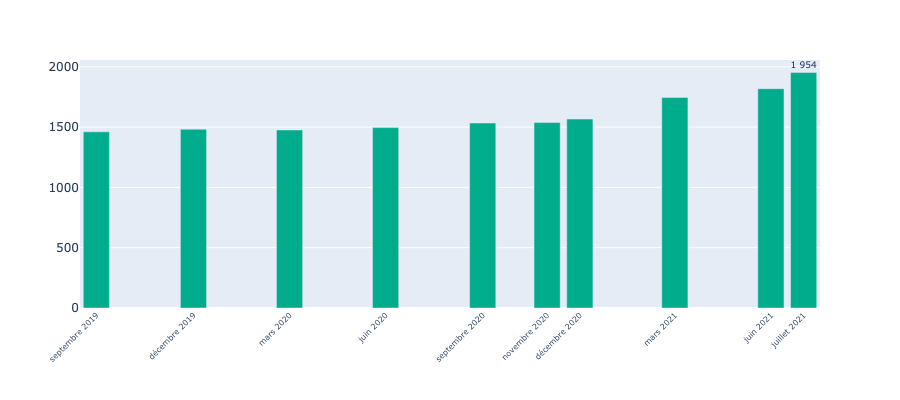 2000
1 954
1500
1000
500
0
septembre 2019
décembre 2019
mars 2020
juin 2020
septembre 2020
novembre 2020
décembre 2020
mars 2021
juin 2021
juillet 2021